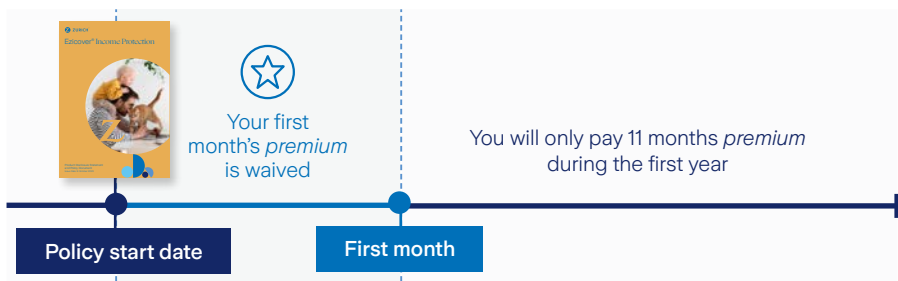 ZURICH
Ezicover® Income Protection
Your first
month's premium
is waived
You will only pay 11 months premium
during the first year
Policy start date
First month